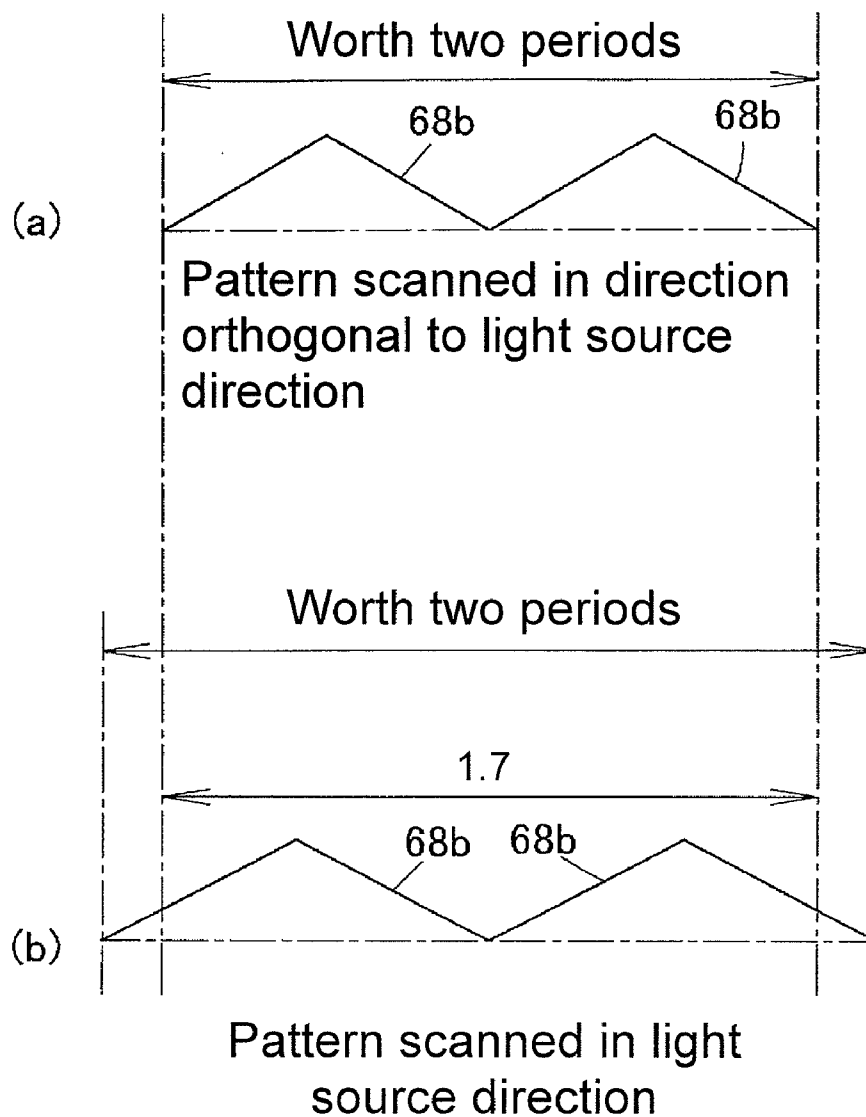 Worth two periods
68b 68b
(a)
Pattern scanned in direction
orthogonal to light source
direction
Worth two periods
1.7
68b 68b
(b)
Pattern scanned in light
source direction